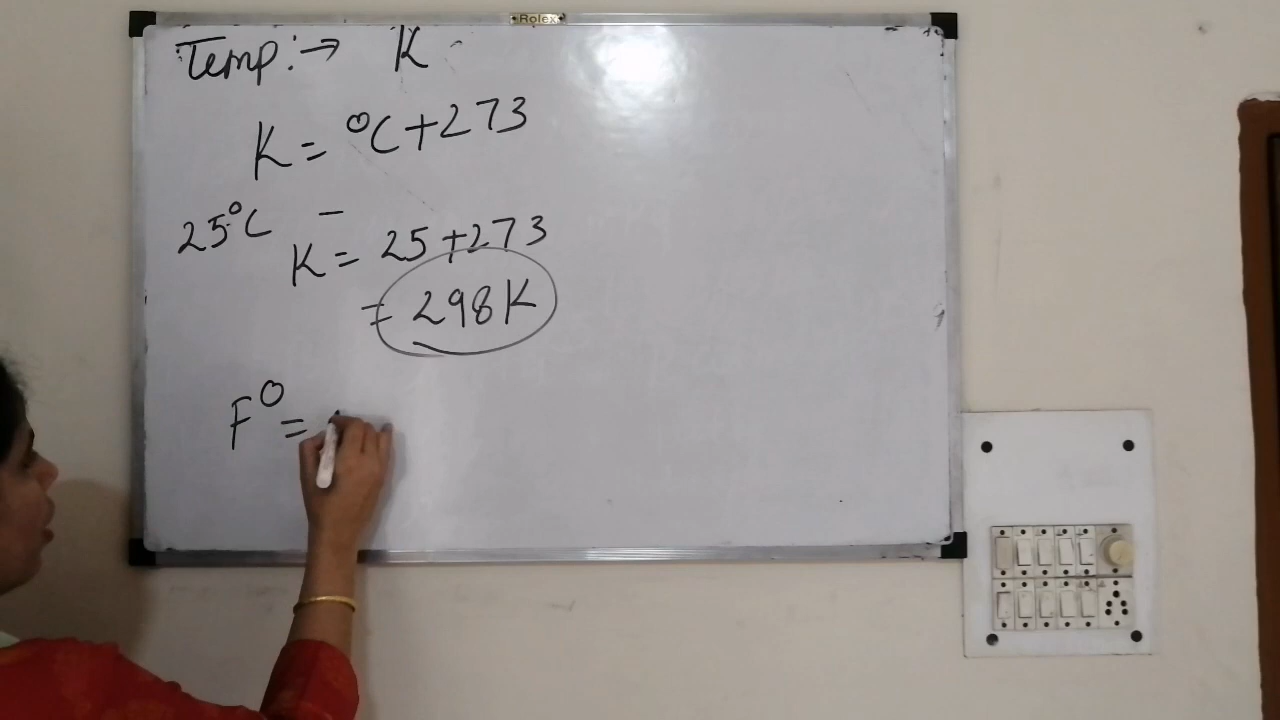 Rolex
Temp:→ K
K = °C+273
25°C K = 25+273
= 298K
F° =